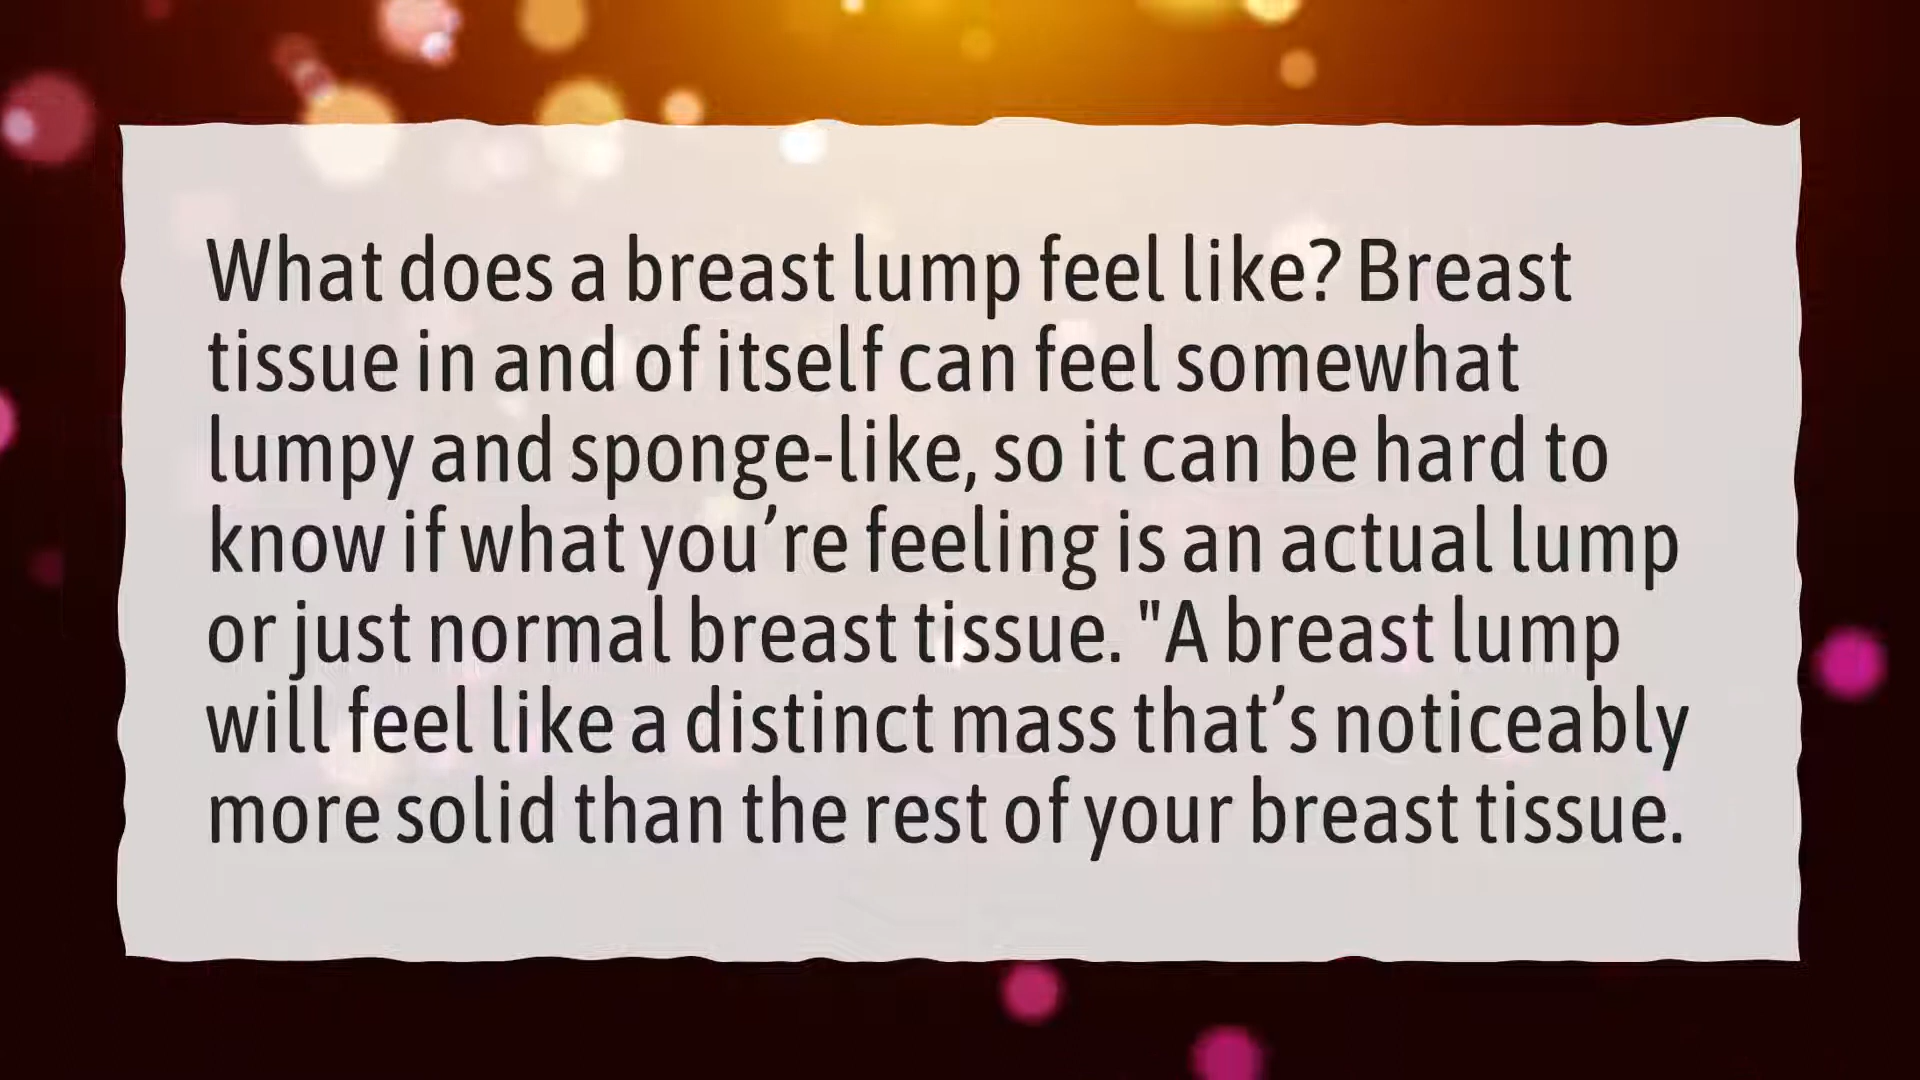 What does a breast lump feel like? Breast
tissue in and of itself can feel somewhat
lumpy and sponge-like, so it can be hard to
know if what you’re feeling is an actual lump
or just normal breast tissue. "A breast lump
will feel like a distinct mass that’s noticeably
more solid than the rest of your breast tissue.